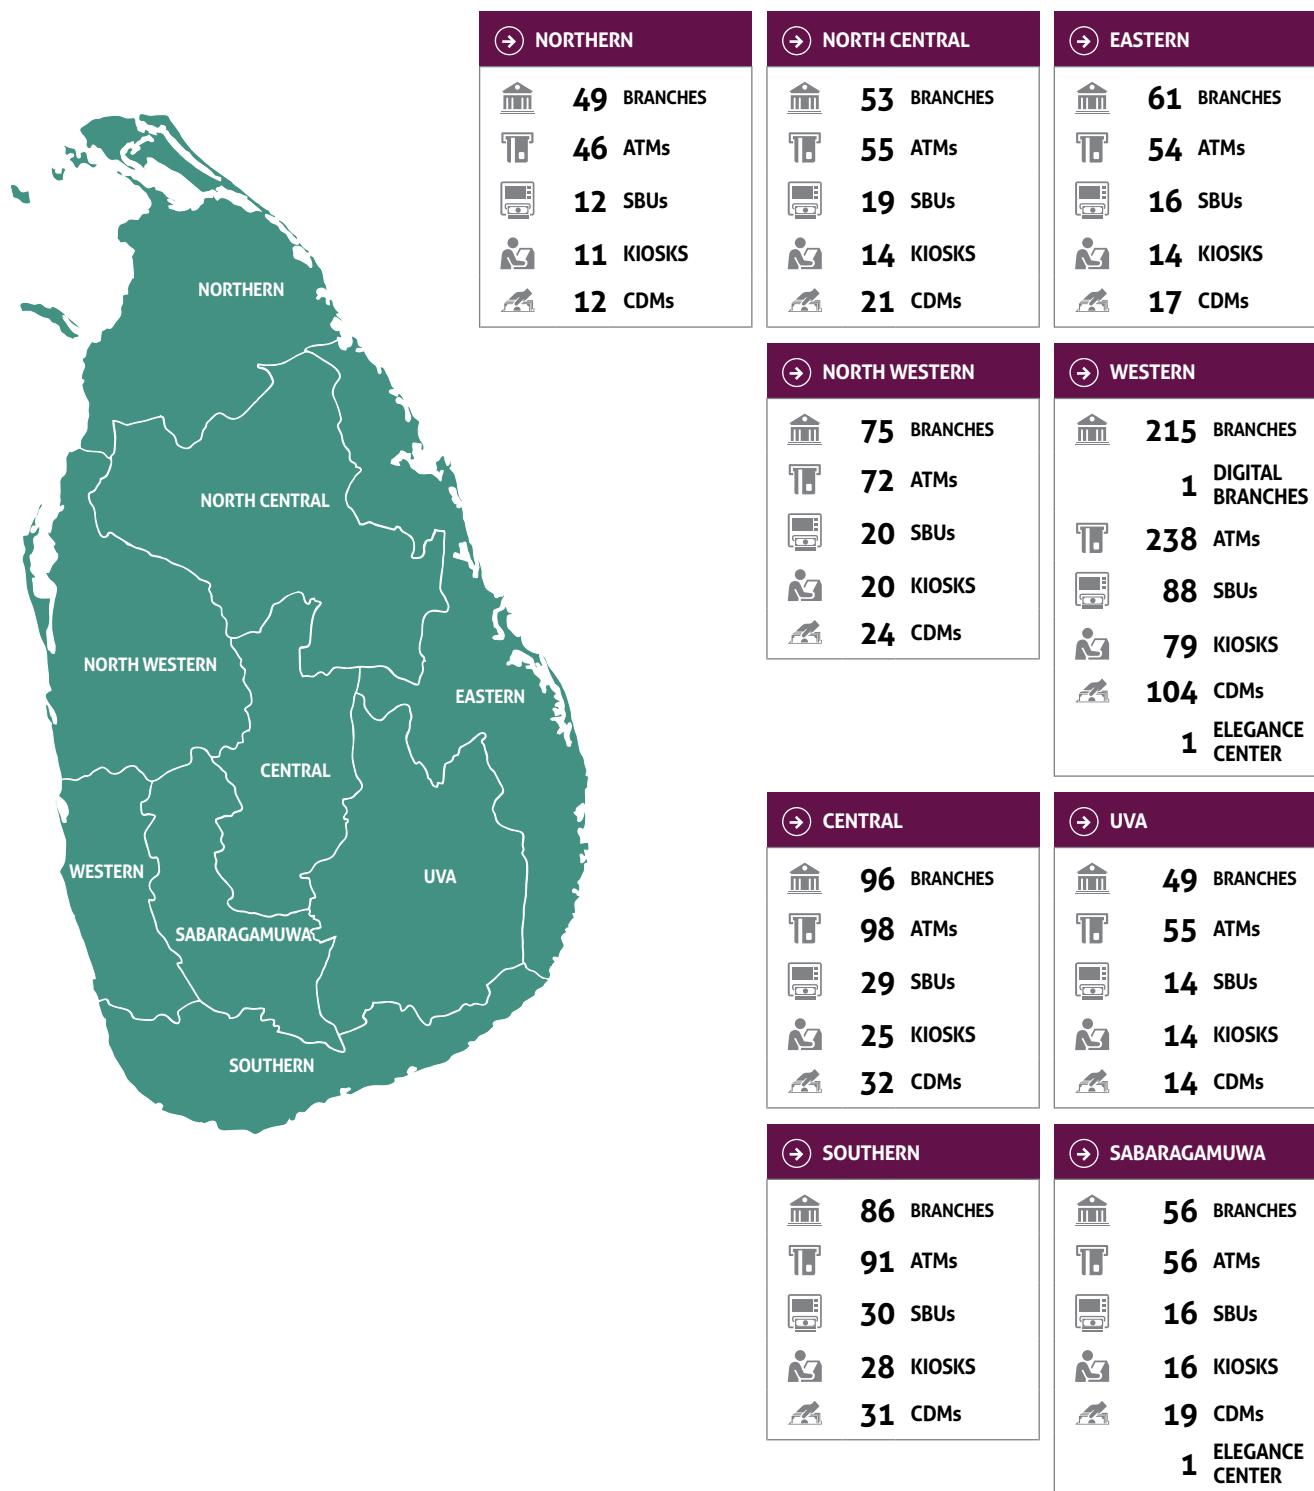 NORTHERN
49 BRANCHES
46 ATMs
12 SBUs
11 KIOSKS
12 CDMs
NORTH CENTRAL
53 BRANCHES
55 ATMs
19 SBUs
14 KIOSKS
21 CDMs
EASTERN
61 BRANCHES
54 ATMs
16 SBUs
14 KIOSKS
17 CDMs
NORTH WESTERN
75 BRANCHES
72 ATMs
20 SBUs
20 KIOSKS
24 CDMs
WESTERN
215 BRANCHES
1 DIGITAL
BRANCHES
238 ATMs
88 SBUs
79 KIOSKS
104 CDMs
1 ELEGANCE
CENTER
CENTRAL
96 BRANCHES
98 ATMs
29 SBUs
25 KIOSKS
32 CDMs
UVA
49 BRANCHES
55 ATMs
14 SBUs
14 KIOSKS
14 CDMs
SOUTHERN
86 BRANCHES
91 ATMs
30 SBUs
28 KIOSKS
31 CDMs
SABARAGAMUWA
56 BRANCHES
56 ATMs
16 SBUs
16 KIOSKS
19 CDMs
1 ELEGANCE
CENTER
NORTHERN
NORTH CENTRAL
NORTH WESTERN
EASTERN
CENTRAL
WESTERN
UVA
SABARAGAMUWA
SOUTHERN